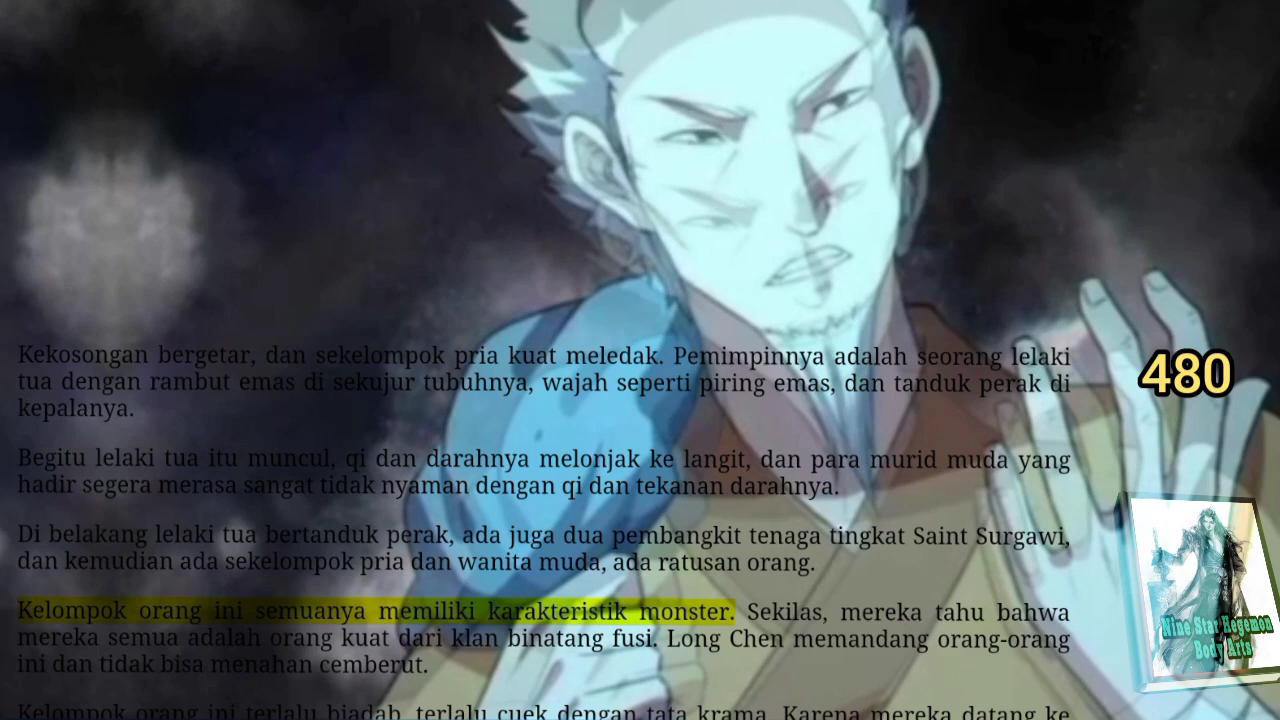 Kekosongan bergetar, dan sekelompok pria kuat meledak. Pemimpinnya adalah seorang lelaki
tua dengan rambut emas di sekujur tubuhnya, wajah seperti piring emas, dan tanduk perak di
kepalanya.
Begitu lelaki tua itu muncul, qi dan darahnya melonjak ke langit, dan para murid muda yang
hadir segera merasa sangat tidak nyaman dengan qi dan tekanan darahnya.
Di belakang lelaki tua bertanduk perak, ada juga dua pembangkit tenaga tingkat Saint Surgawi,
dan kemudian ada sekelompok pria dan wanita muda, ada ratusan orang.
Kelompok orang ini semuanya memiliki karakteristik monster. Sekilas, mereka tahu bahwa
mereka semua adalah orang kuat dari klan binatang fusi. Long Chen memandang orang-orang
ini dan tidak bisa menahan cemberut.
Kelompok orang ini terlalu biadab, terlalu cuek dengan tata krama. Karena mereka datang ke
480
Nine Star Hegemon
Body Arts